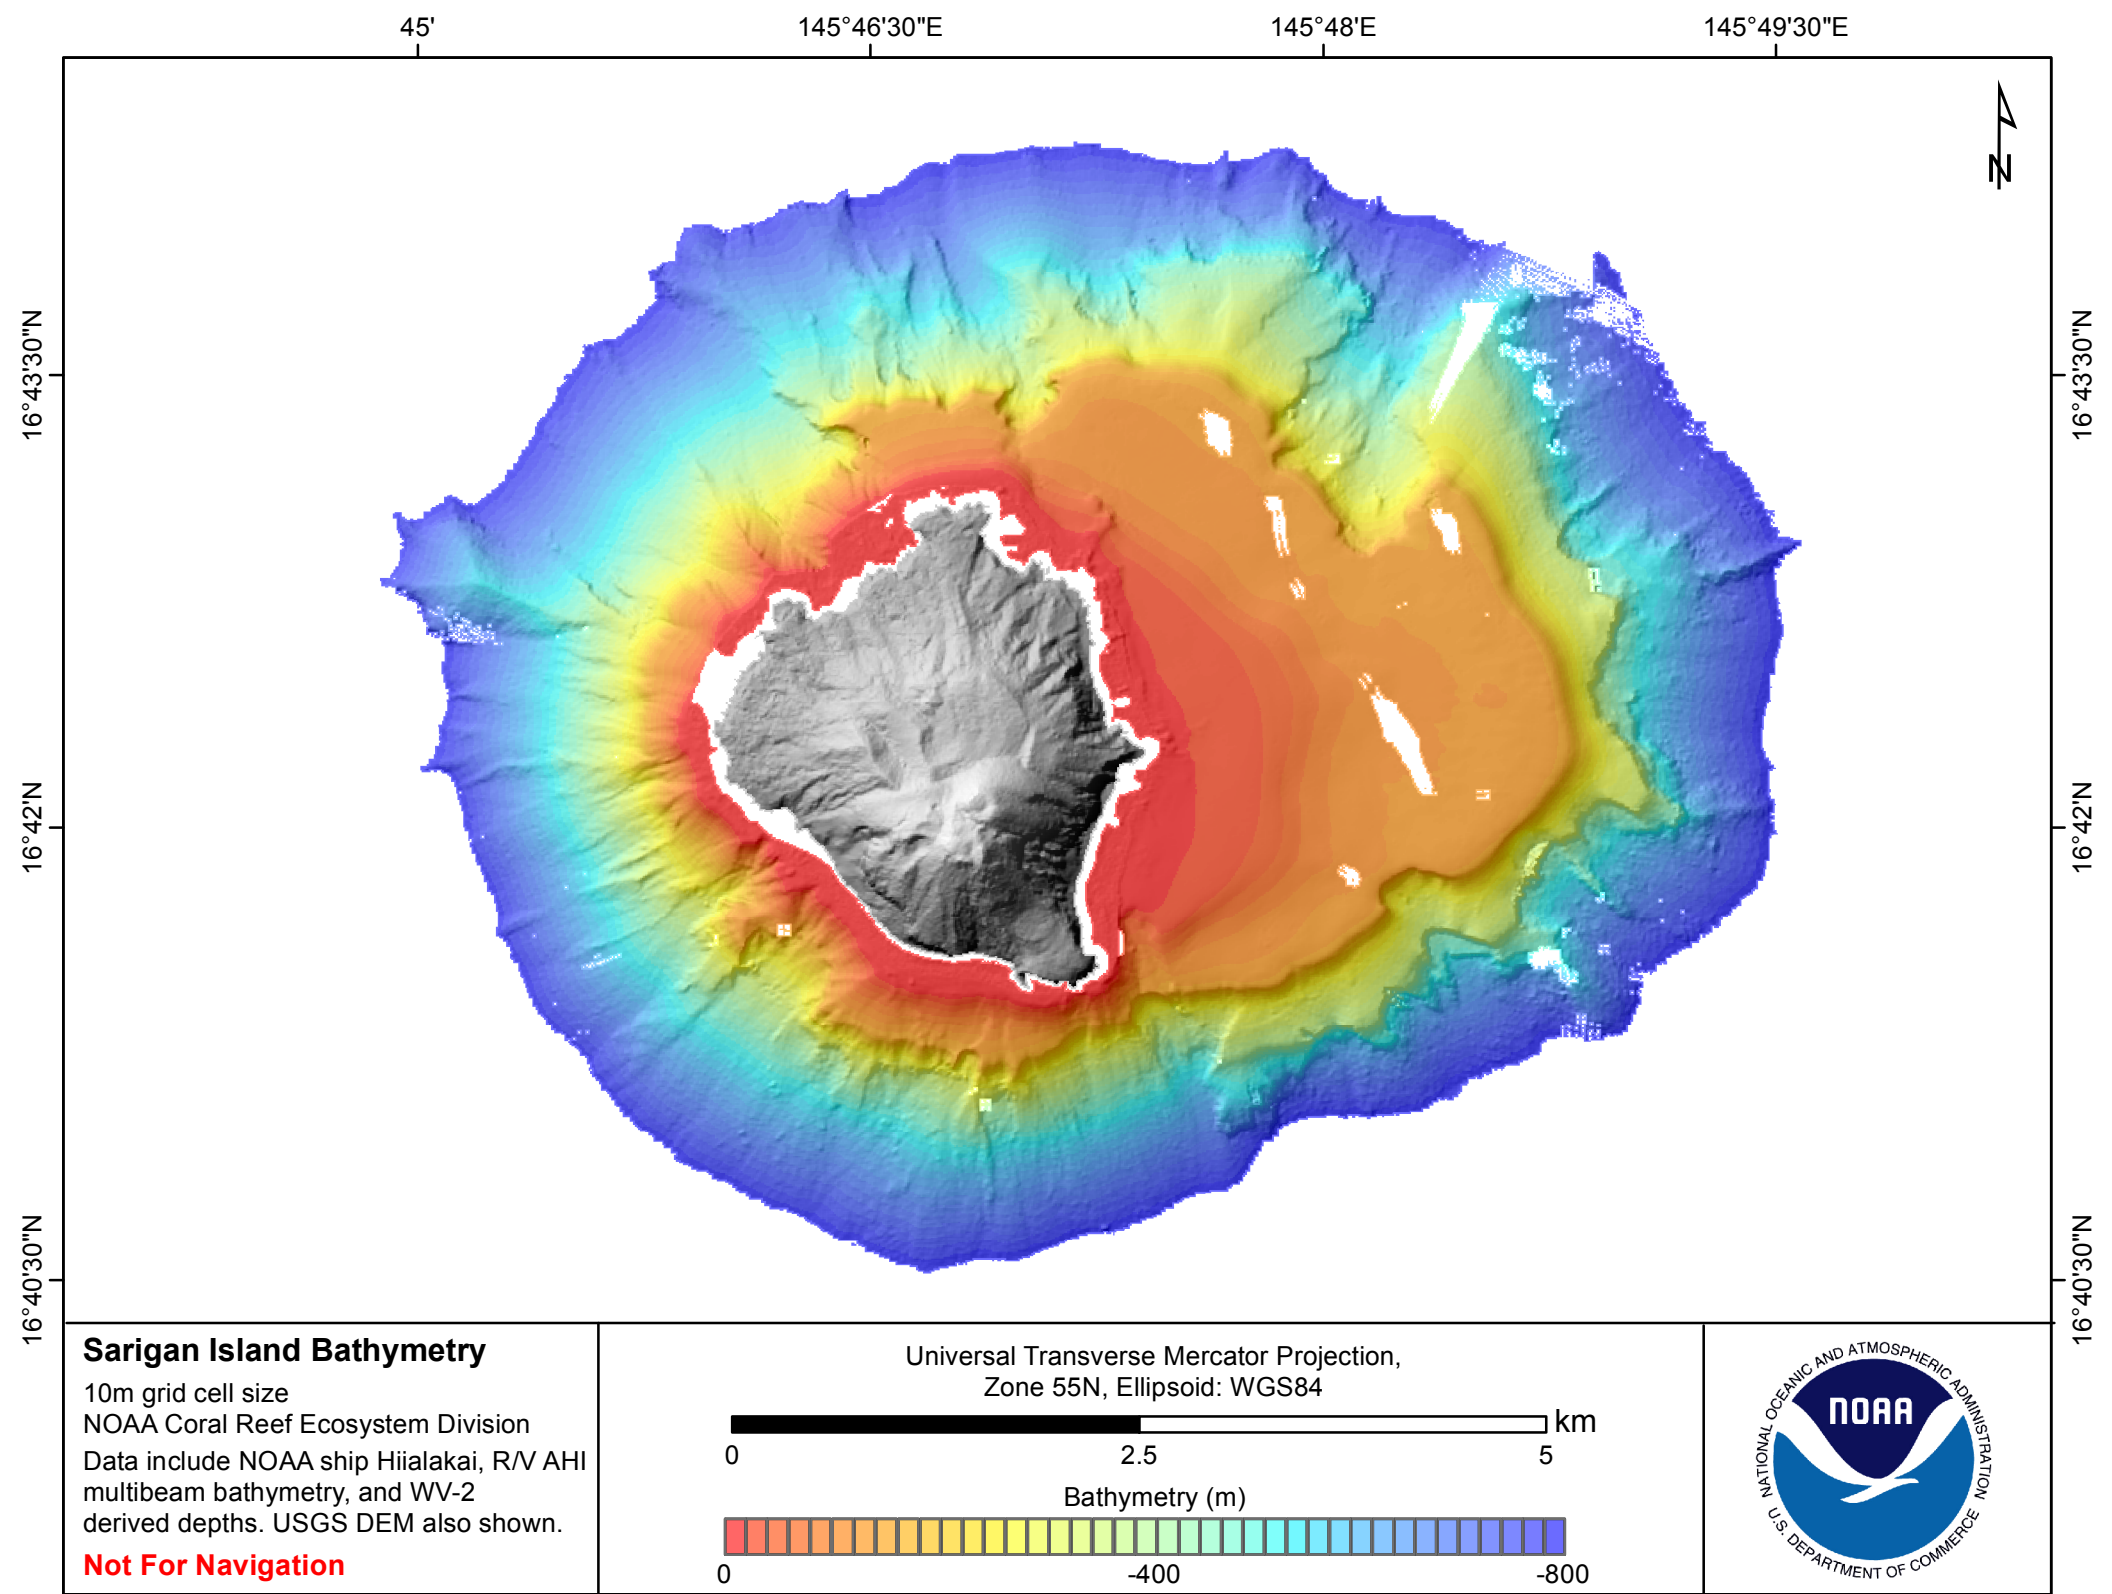 45'
145°46'30"E
145°48'E
145°49'30"E
N
16°43'30"N
16°43'30"N
16°42'N
16°42'N
16°40'30"N
16°40'30"N
Sarigan Island Bathymetry
10m grid cell size
NOAA Coral Reef Ecosystem Division
Data include NOAA ship Hiialakai, R/V AHI
multibeam bathymetry, and WV-2
derived depths. USGS DEM also shown.
Not For Navigation
Universal Transverse Mercator Projection,
Zone 55N, Ellipsoid: WGS84
km
0
2.5
5
Bathymetry (m)
0
-400
-800
NATIONAL OCEANIC AND ATMOSPHERIC ADMINISTRATION
NOAA
U.S. DEPARTMENT OF COMMERCE